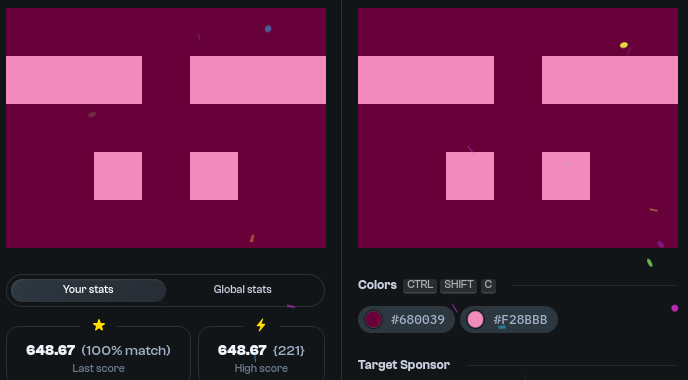 Your stats
Global stats
648.67 (100% match)
Last score
648.67 {221}
High score
Colors CTRL SHIFT C
#680039
#F28BBB
Target Sponsor